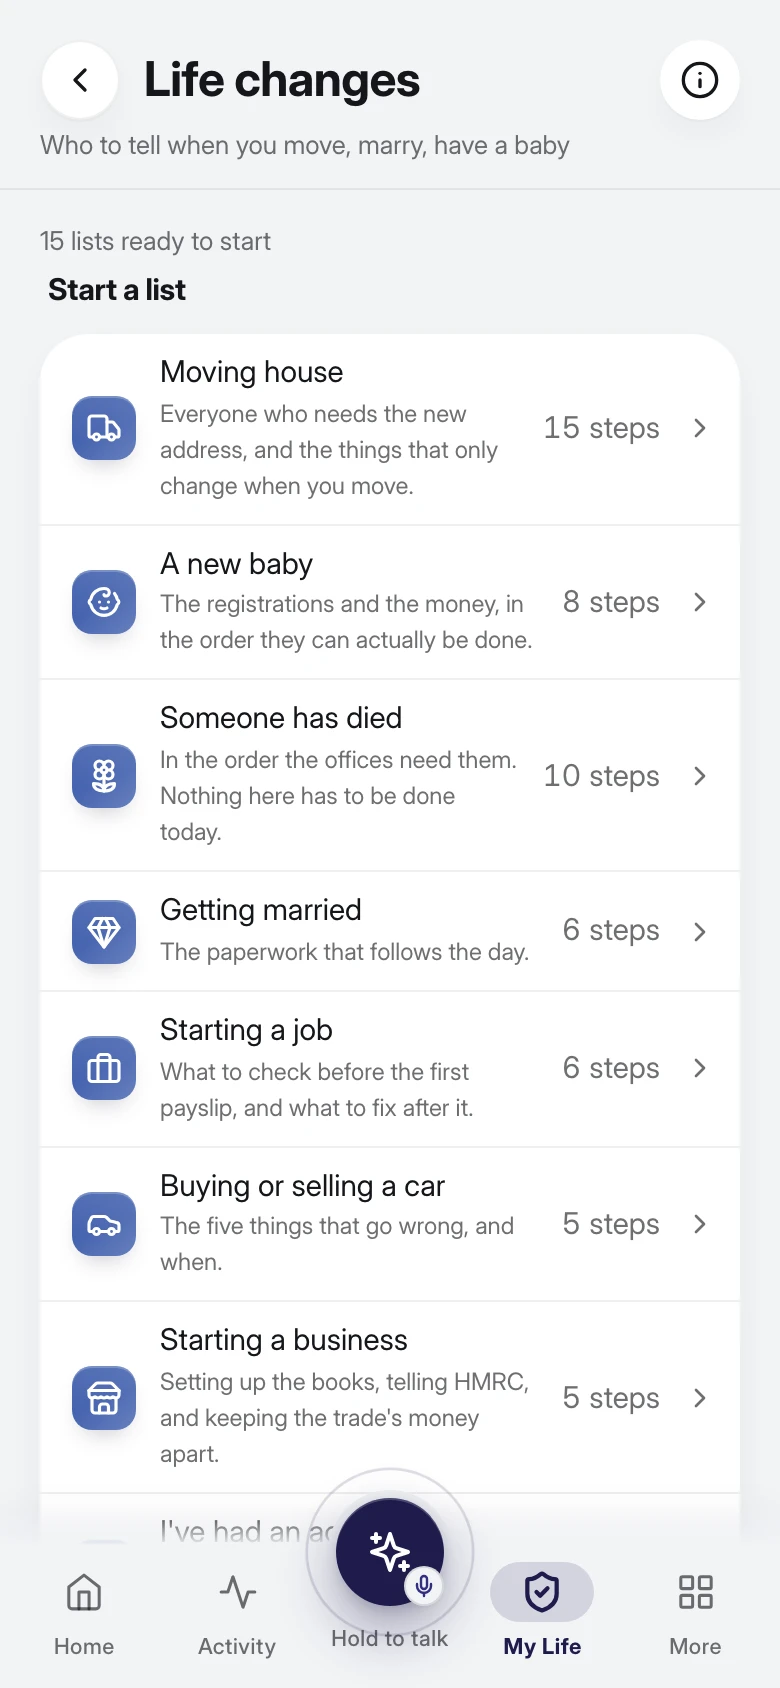 Life changes
Who to tell when you move, marry, have a baby
15 lists ready to start
Start a list
Moving house
Everyone who needs the new
address, and the things that only
change when you move.
15 steps
A new baby
The registrations and the money, in
the order they can actually be done.
8 steps
Someone has died
In the order the offices need them.
Nothing here has to be done
today.
10 steps
Getting married
The paperwork that follows the day.
6 steps
Starting a job
What to check before the first
payslip, and what to fix after it.
6 steps
Buying or selling a car
The five things that go wrong, and
when.
5 steps
Starting a business
Setting up the books, telling HMRC,
and keeping the trade's money
apart.
5 steps
I've had an
Home
Activity
Hold to talk
My Life
More